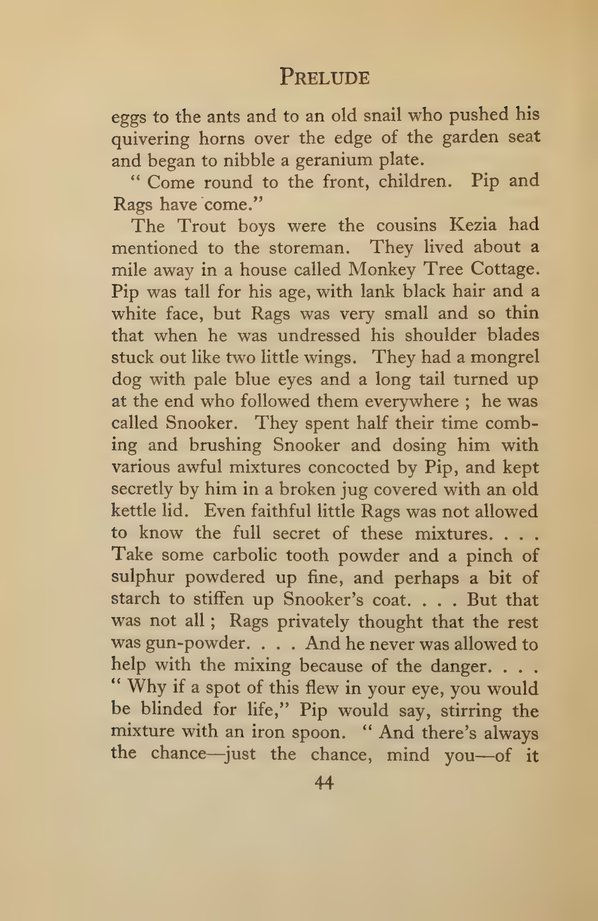 PRELUDE
eggs to the ants and to an old snail who pushed his
quivering horns over the edge of the garden seat
and began to nibble a geranium plate.
“ Come round to the front, children. Pip and
Rags have come.”
The Trout boys were the cousins Kezia had
mentioned to the storeman. They lived about a
mile away in a house called Monkey Tree Cottage.
Pip was tall for his age, with lank black hair and a
white face, but Rags was very small and so thin
that when he was undressed his shoulder blades
stuck out like two little wings. They had a mongrel
dog with pale blue eyes and a long tail turned up
at the end who followed them everywhere ; he was
called Snooker. They spent half their time comb-
ing and brushing Snooker and dosing him with
various awful mixtures concocted by Pip, and kept
secretly by him in a broken jug covered with an old
kettle lid. Even faithful little Rags was not allowed
to know the full secret of these mixtures. . . .
Take some carbolic tooth powder and a pinch of
sulphur powdered up fine, and perhaps a bit of
starch to stiffen up Snooker’s coat. . . . But that
was not all ; Rags privately thought that the rest
was gun-powder. . . . And he never was allowed to
help with the mixing because of the danger. . . .
“ Why if a spot of this flew in your eye, you would
be blinded for life,” Pip would say, stirring the
mixture with an iron spoon. “ And there’s always
the chance—just the chance, mind you—of it
44